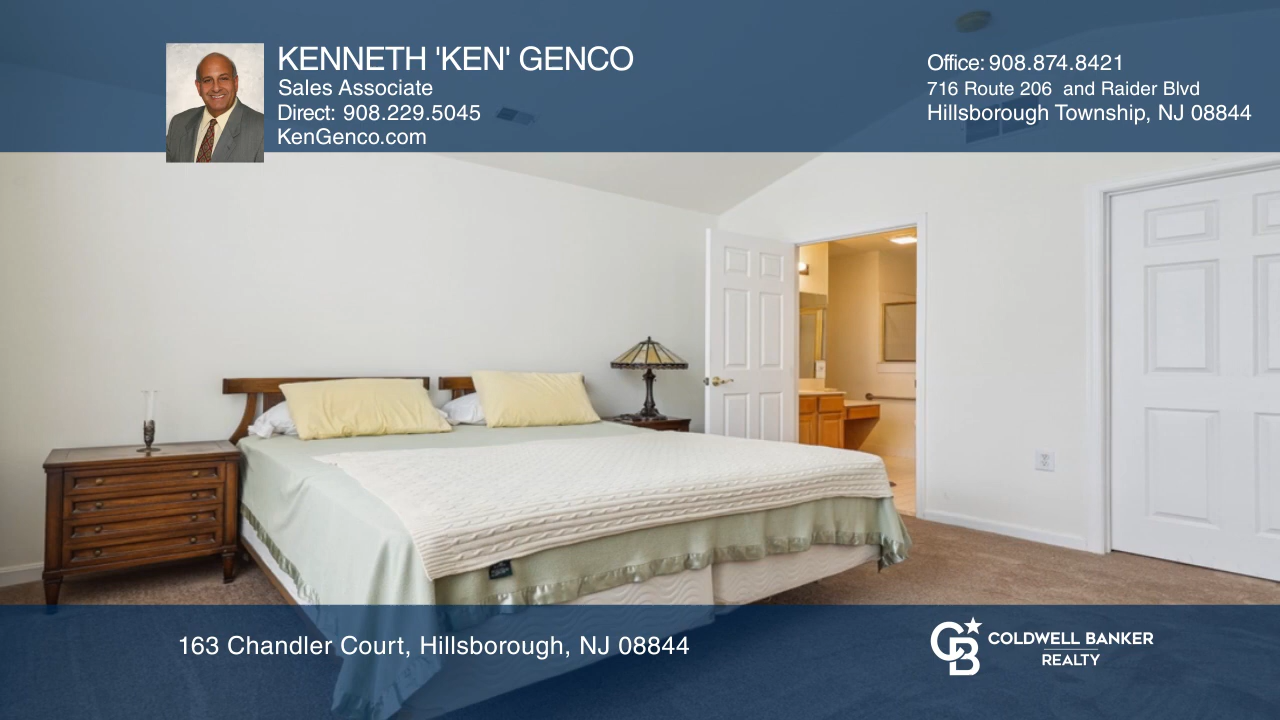 KENNETH 'KEN' GENCO
Sales Associate
Direct: 908.229.5045
KenGenco.com
Office: 908.874.8421
716 Route 206 and Raider Blvd
Hillsborough Township, NJ 08844
163 Chandler Court, Hillsborough, NJ 08844
CB
COLDWELL BANKER
REALTY